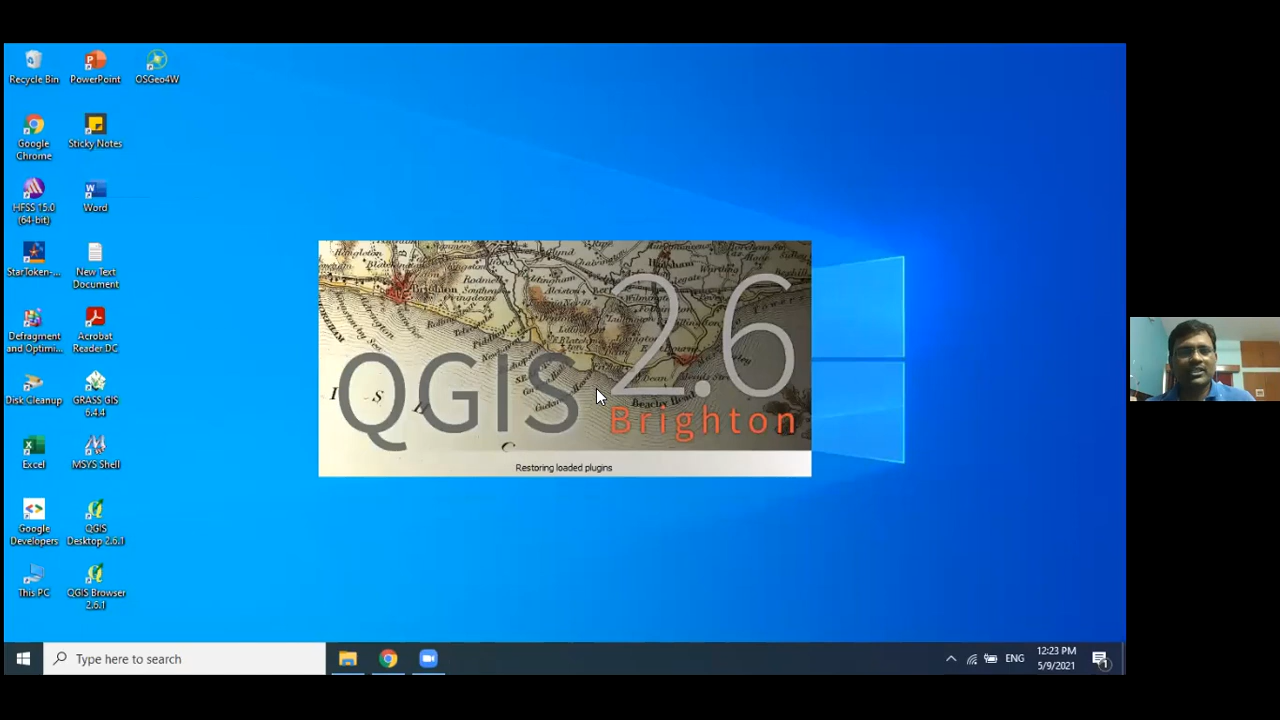 Recycle Bin
PowerPoint
OSGeo4W
Google
Chrome
Sticky Notes
HFSS 15.0
(64-bit)
Word
StarToken-...
New Text
Document
Defragment
and Optimi...
Acrobat
Reader DC
Disk Cleanup
GRASS GIS
6.4.4
Excel
MSYS Shell
Google
Developers
QGIS
Desktop 2.6.1
This PC
QGIS Browser
2.6.1
Brighton
2.6
QGIS
Brighton
Restoring loaded plugins
Type here to search
ENG
12:23 PM
5/9/2021
1